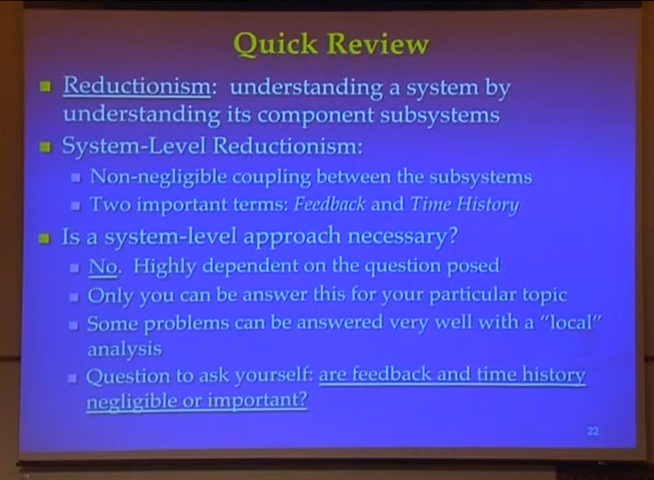 Quick Review
Reductionism: understanding a system by
understanding its component subsystems
System-Level Reductionism:
Non-negligible coupling between the subsystems
Two important terms: Feedback and Time History
Is a system-level approach necessary?
No. Highly dependent on the question posed
Only you can be answer this for your particular topic
Some problems can be answered very well with a "local"
analysis
Question to ask yourself: are feedback and time history
negligible or important?
22